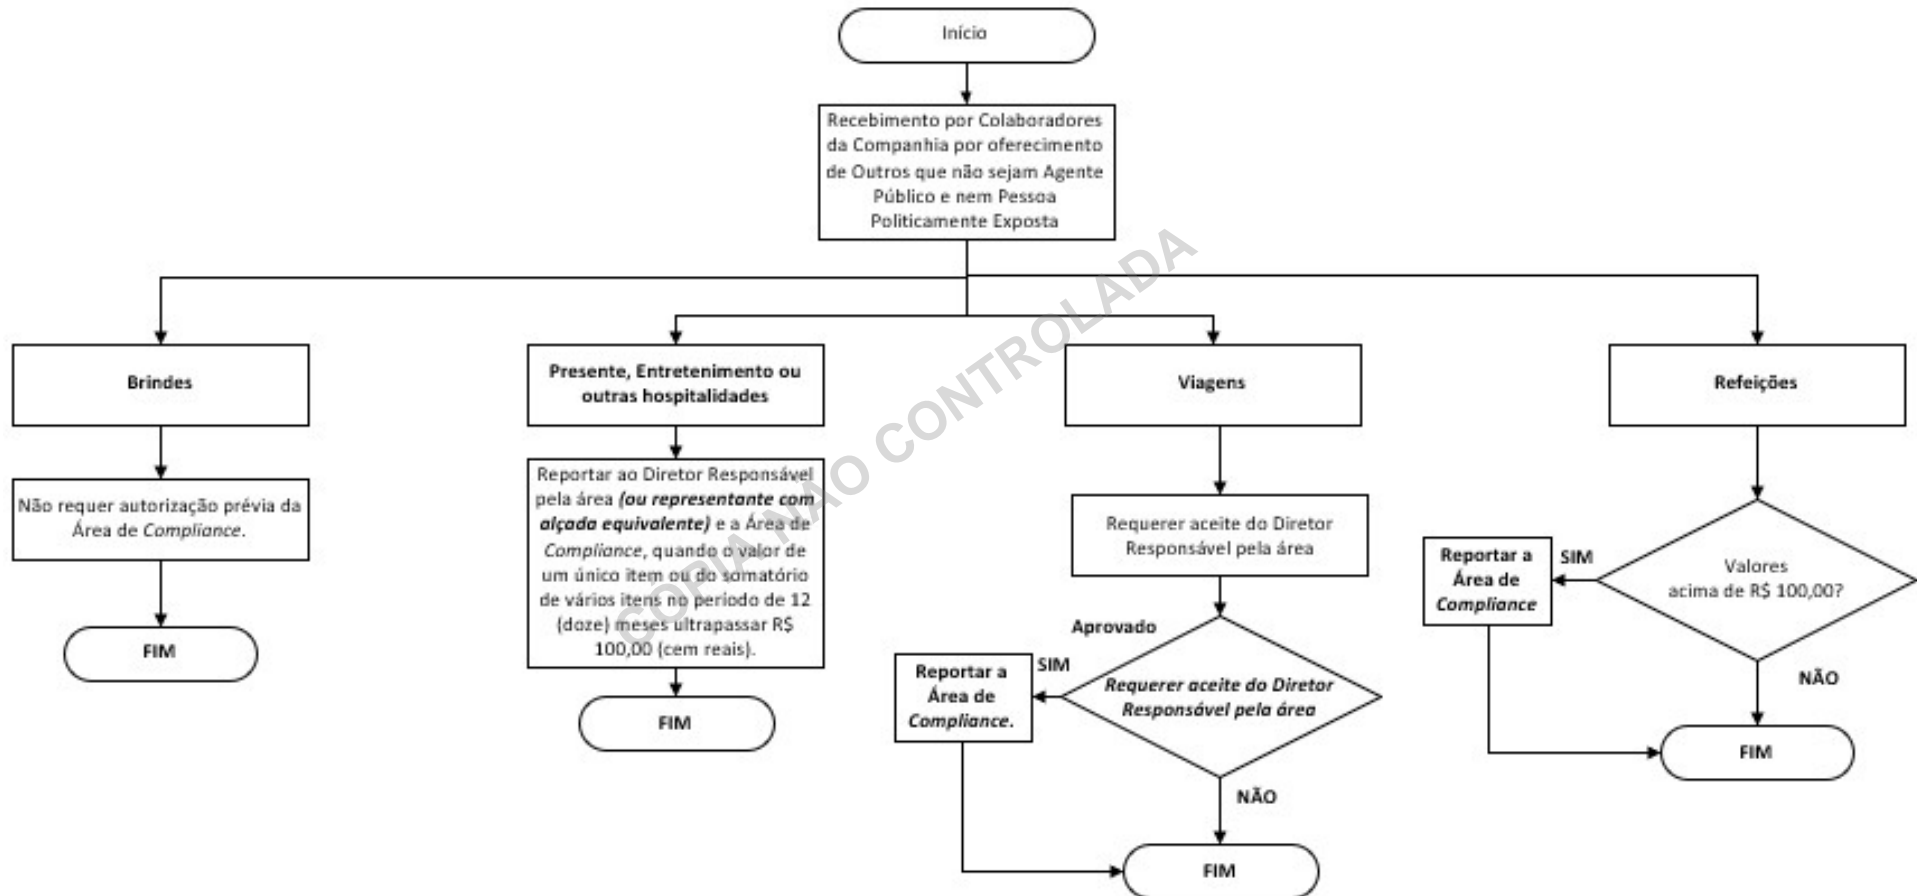 Início
Recebimento por Colaboradores
da Companhia por oferecimento
de Outros que não sejam Agente
Público e nem Pessoa
Politicamente Exposta
Brindes
Não requer autorização prévia da
Área de Compliance.
FIM
Presente, Entretenimento ou
outras hospitalidades
Reportar ao Diretor Responsável
pela área (ou representante com
alçada equivalente) e a Área de
Compliance, quando o valor de
um único item ou do somatório
de vários itens no período de 12
(doze) meses ultrapassar R$
100,00 (cem reais).
FIM
Viagens
Requerer aceite do Diretor
Responsável pela área
Aprovado
Requerer aceite do Diretor
Responsável pela área
SIM
Reportar a
Área de
Compliance.
NÃO
FIM
Refeições
Valores
acima de R$ 100,00?
SIM
Reportar a
Área de
Compliance
NÃO
FIM
COPIA NÃO CONTROLADA